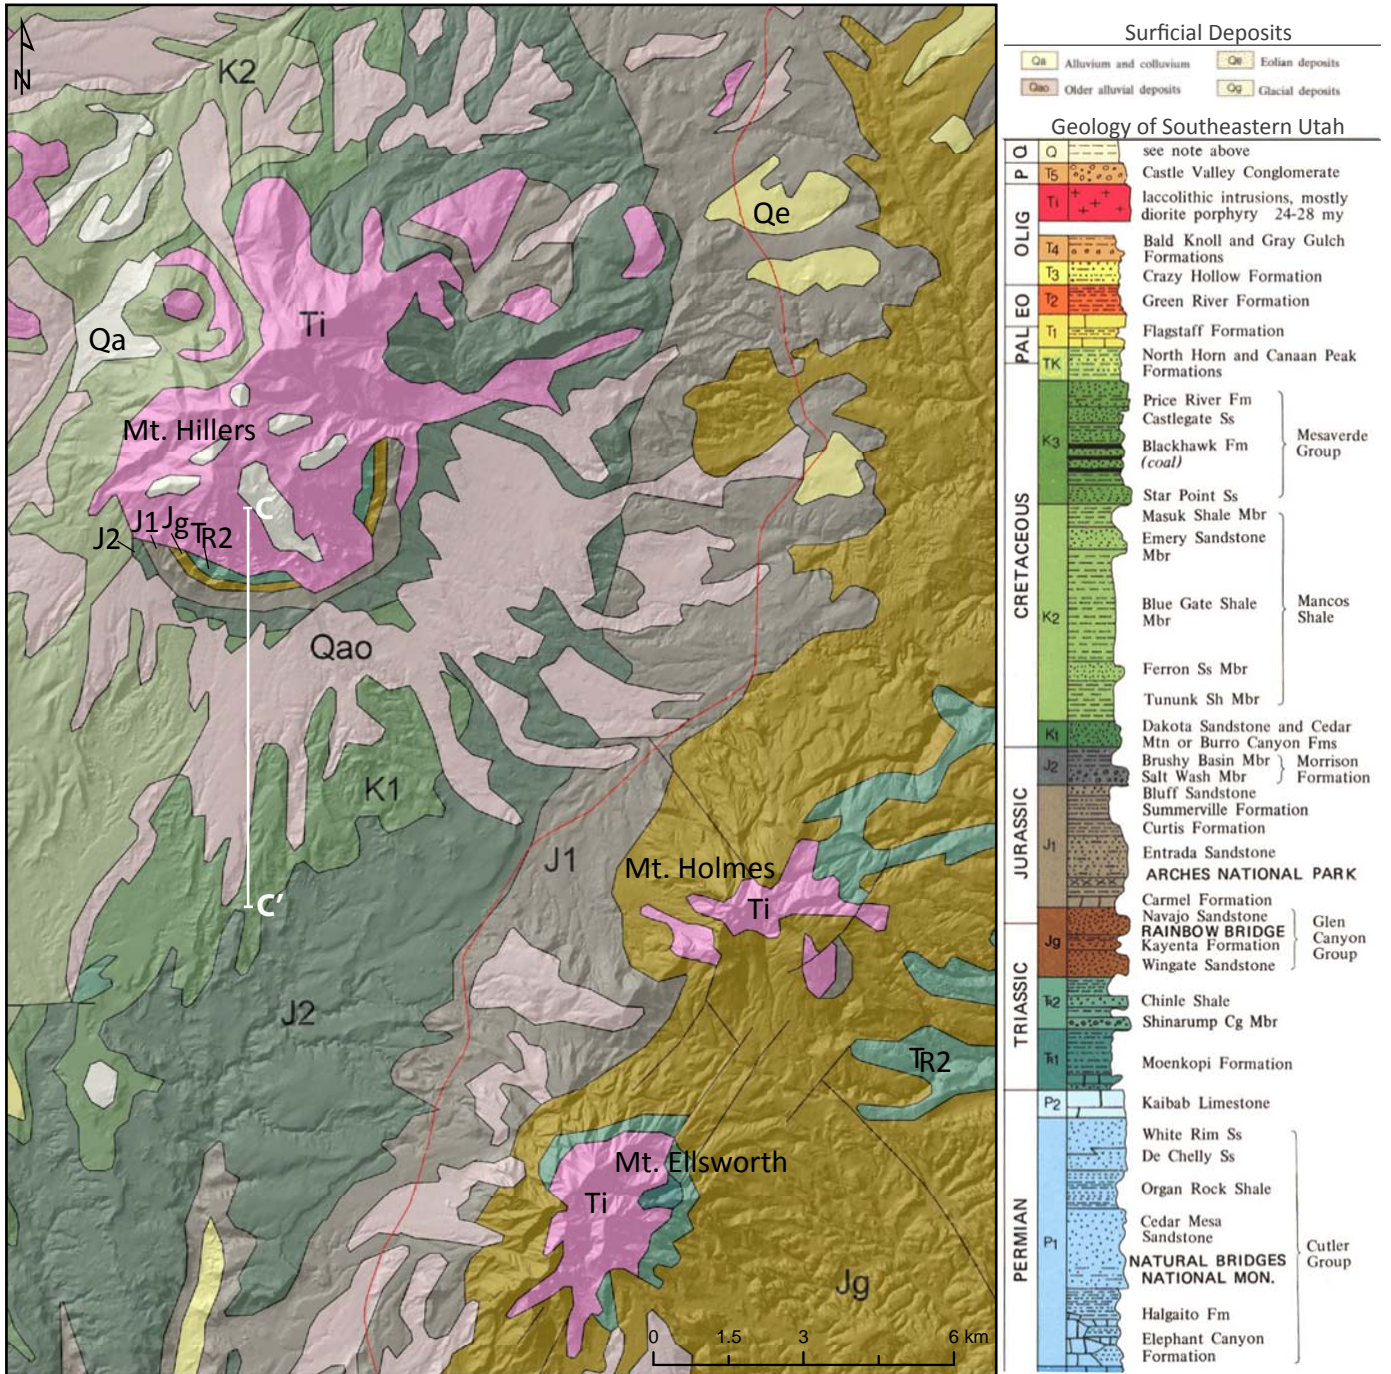 N
K2
Qe
Ti
Qa
Mt. Hillers
C
J2
J1
Jg
TR2
Qao
K1
C′
J1
Mt. Holmes
Ti
J2
TR2
Mt. Ellsworth
Ti
Jg
0 1.5 3 6 km
Surficial Deposits
Qa Alluvium and colluvium
Qe Eolian deposits
Qao Older alluvial deposits
Qg Glacial deposits
Geology of Southeastern Utah
Q Q see note above
P T5 Castle Valley Conglomerate
OLIG
Ti laccolithic intrusions, mostly
diorite porphyry 24-28 my
T4 Bald Knoll and Gray Gulch
Formations
T3 Crazy Hollow Formation
EO T2 Green River Formation
PAL T1 Flagstaff Formation
TK North Horn and Canaan Peak
Formations
CRETACEOUS
K3
Price River Fm
Castlegate Ss
Blackhawk Fm
(coal)
Star Point Ss
Mesaverde
Group
K2
Masuk Shale Mbr
Emery Sandstone
Mbr
Blue Gate Shale
Mbr
Ferron Ss Mbr
Tununk Sh Mbr
Mancos
Shale
K1 Dakota Sandstone and Cedar
Mtn or Burro Canyon Fms
JURASSIC
J2 Brushy Basin Mbr
Salt Wash Mbr
Morrison
Formation
J1
Bluff Sandstone
Summerville Formation
Curtis Formation
Entrada Sandstone
ARCHES NATIONAL PARK
Carmel Formation
Jg
Navajo Sandstone
RAINBOW BRIDGE
Kayenta Formation
Wingate Sandstone
Glen
Canyon
Group
TRIASSIC
TR2 Chinle Shale
Shinarump Cg Mbr
TR1 Moenkopi Formation
PERMIAN
P2 Kaibab Limestone
P1
White Rim Ss
De Chelly Ss
Organ Rock Shale
Cedar Mesa
Sandstone
NATURAL BRIDGES
NATIONAL MON.
Halgaito Fm
Elephant Canyon
Formation
Cutler
Group